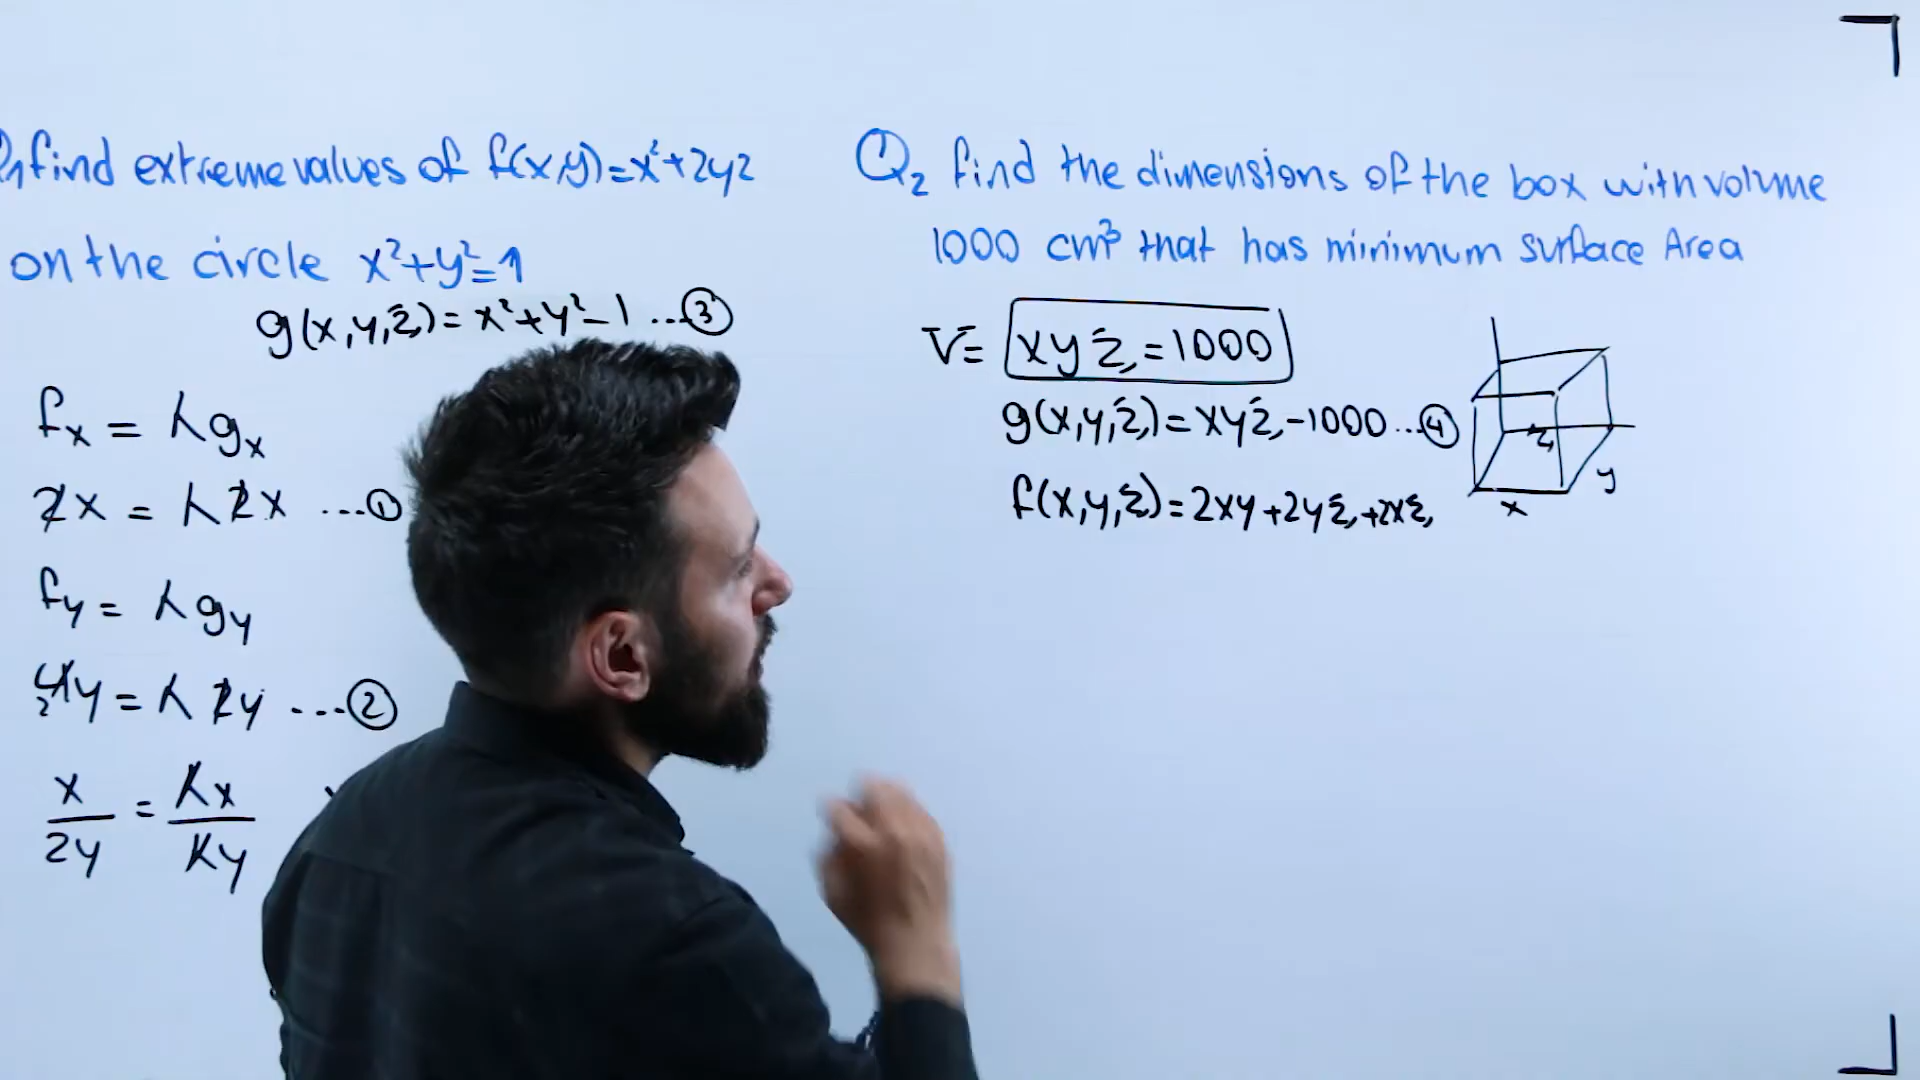 find extreme values of f(x,y)=x²+2y2
on the circle x²+y²=1
g(x,y,z)= x²+y²-1 ...③
fx = λgx
2x = λ2x ...①
fy = λgy
4y = λ2y ...②
2
x/2y = λx/λy
Q2 find the dimensions of the box with volume
1000 cm³ that has minimum surface Area
V= xyz=1000
g(x,y,z)=xyz-1000...④
f(x,y,z)=2xy+2yz+2xz
z
y
x